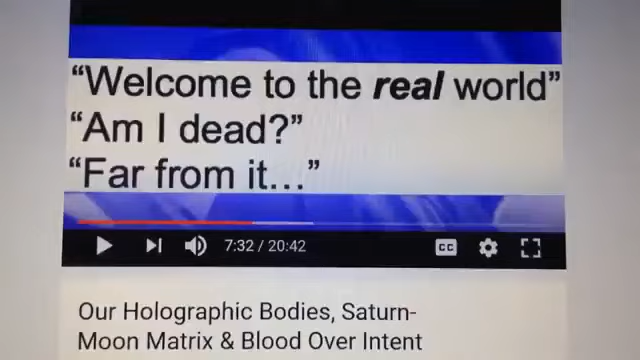 “Welcome to the real world”
“Am I dead?”
“Far from it...”
7:32 / 20:42
CC
Our Holographic Bodies, Saturn-
Moon Matrix & Blood Over Intent